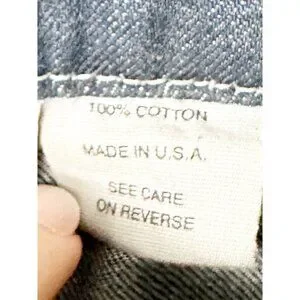 100% COTTON
MADE IN U.S.A.
SEE CARE
ON REVERSE